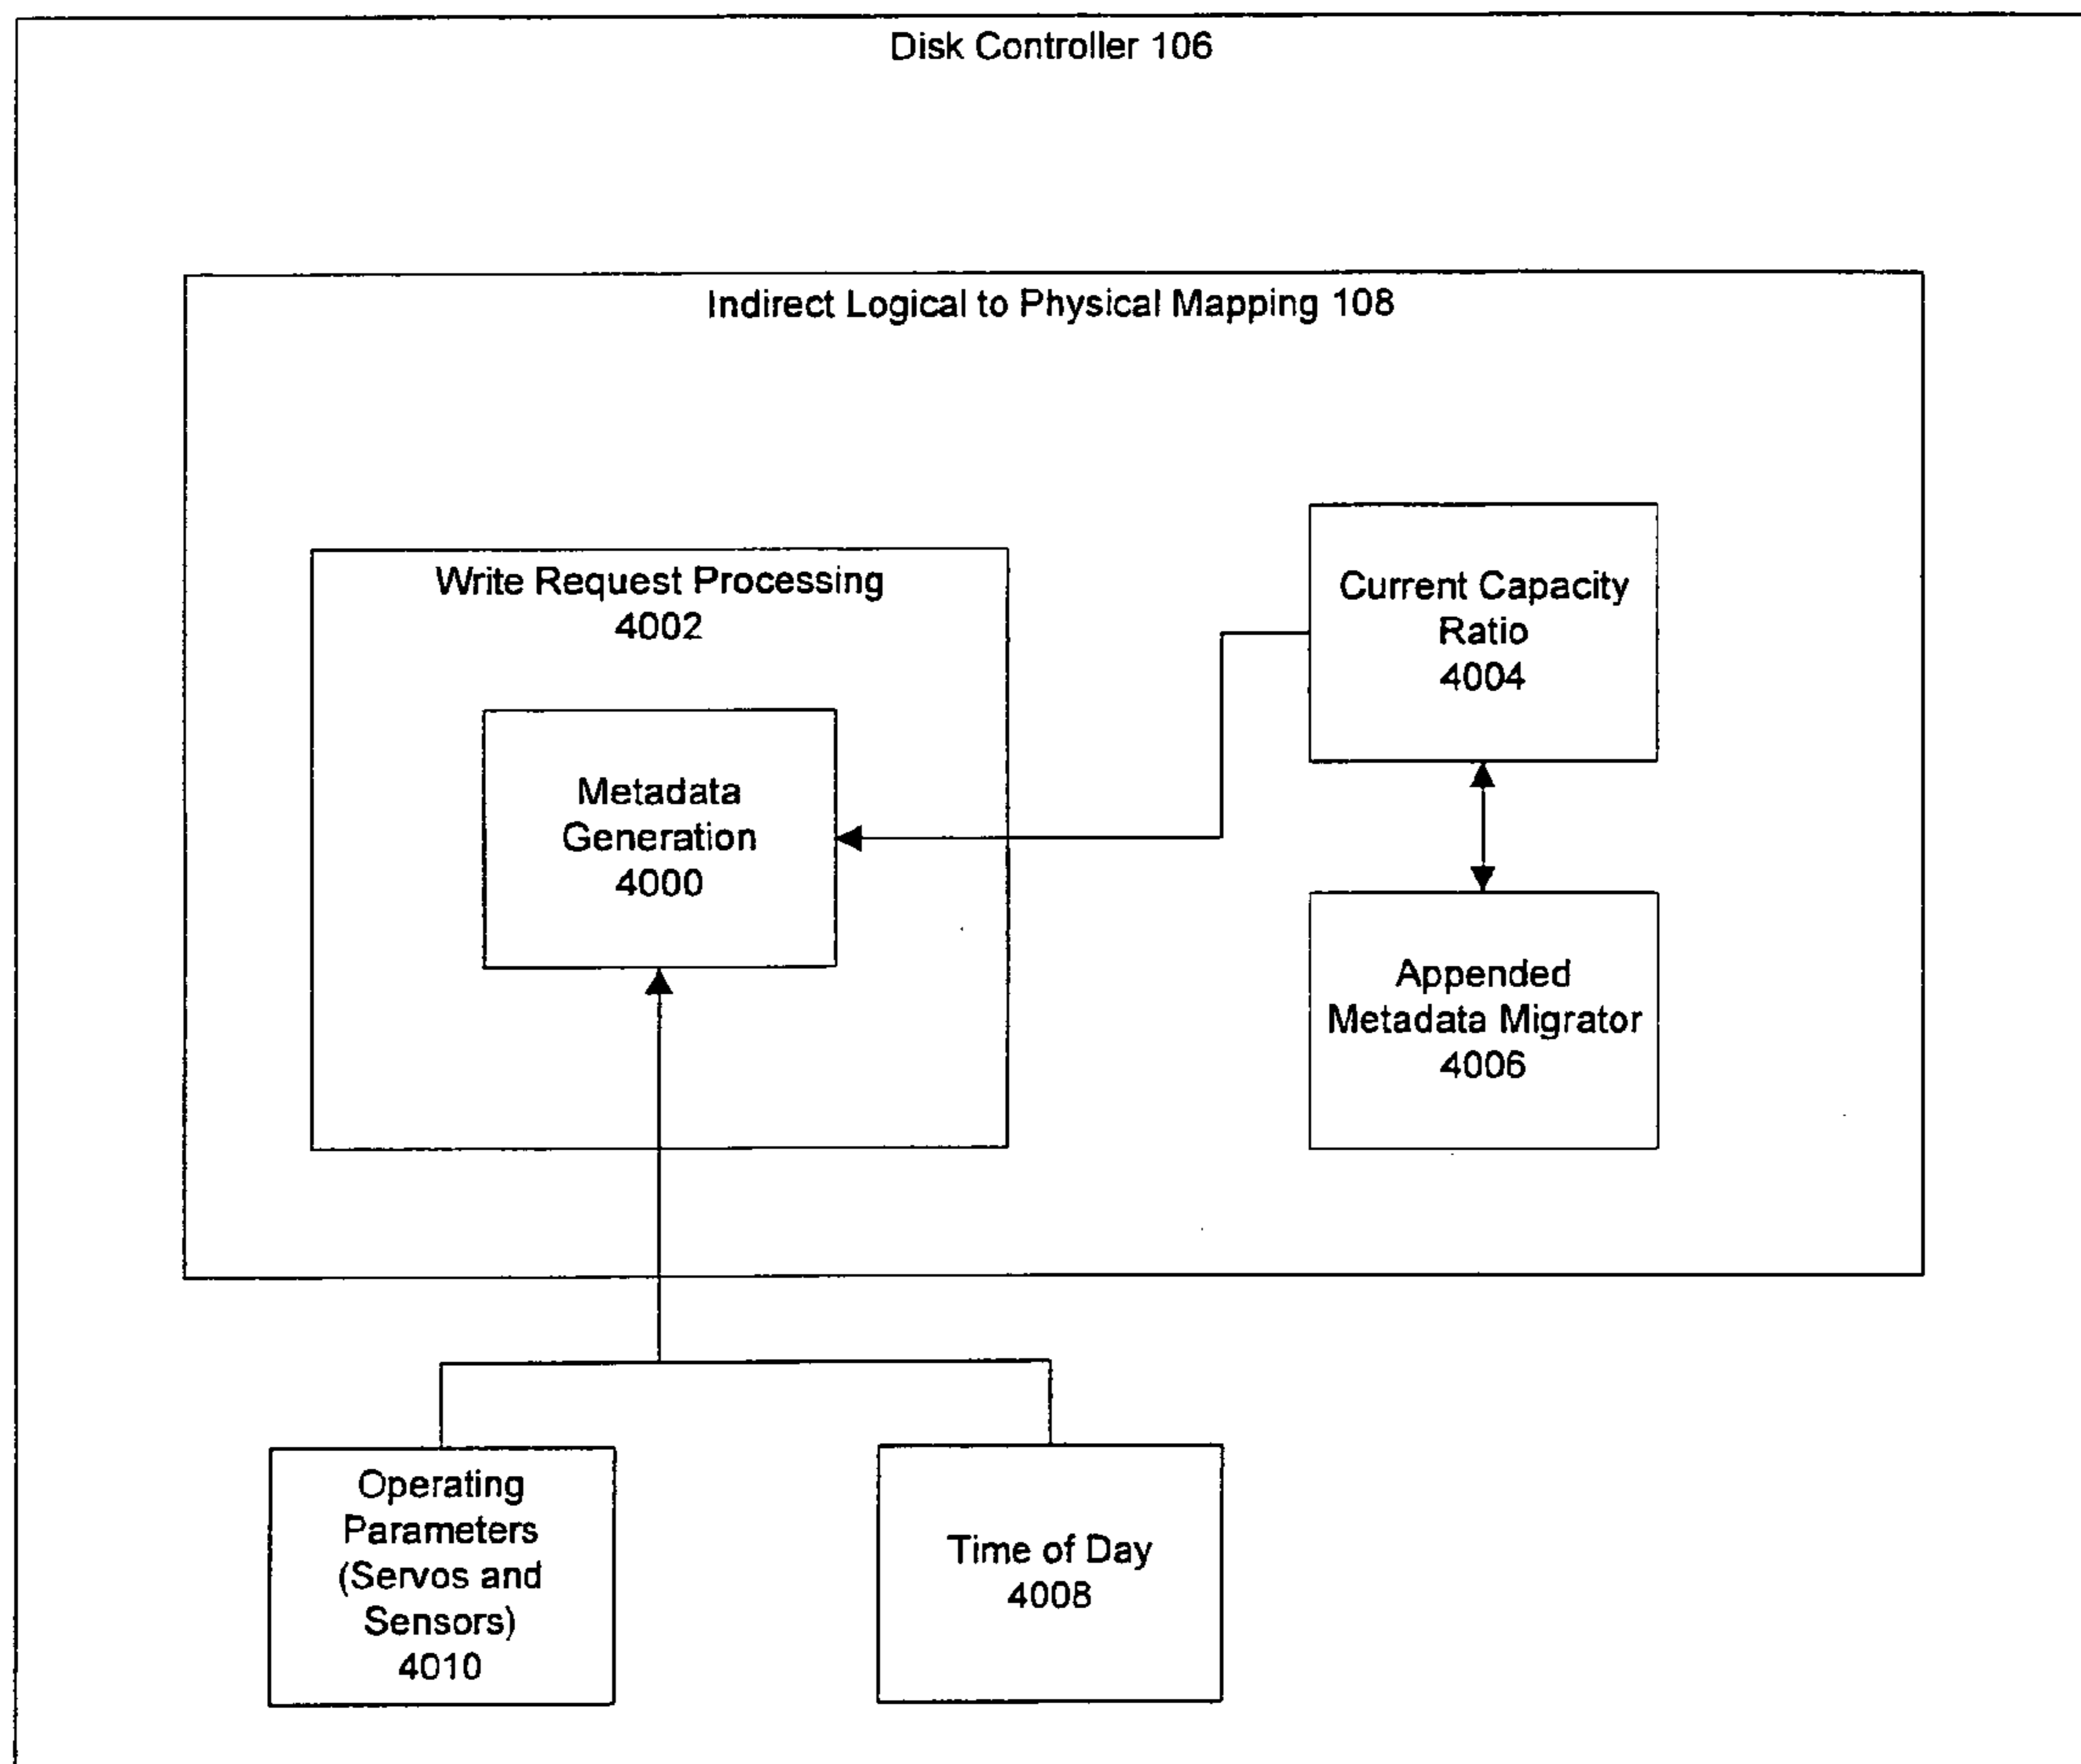 Disk Controller 106
Indirect Logical to Physical Mapping 108
Write Request Processing
4002
Metadata
Generation
4000
Current Capacity
Ratio
4004
Appended
Metadata Migrator
4006
Operating
Parameters
(Servos and
Sensors)
4010
Time of Day
4008